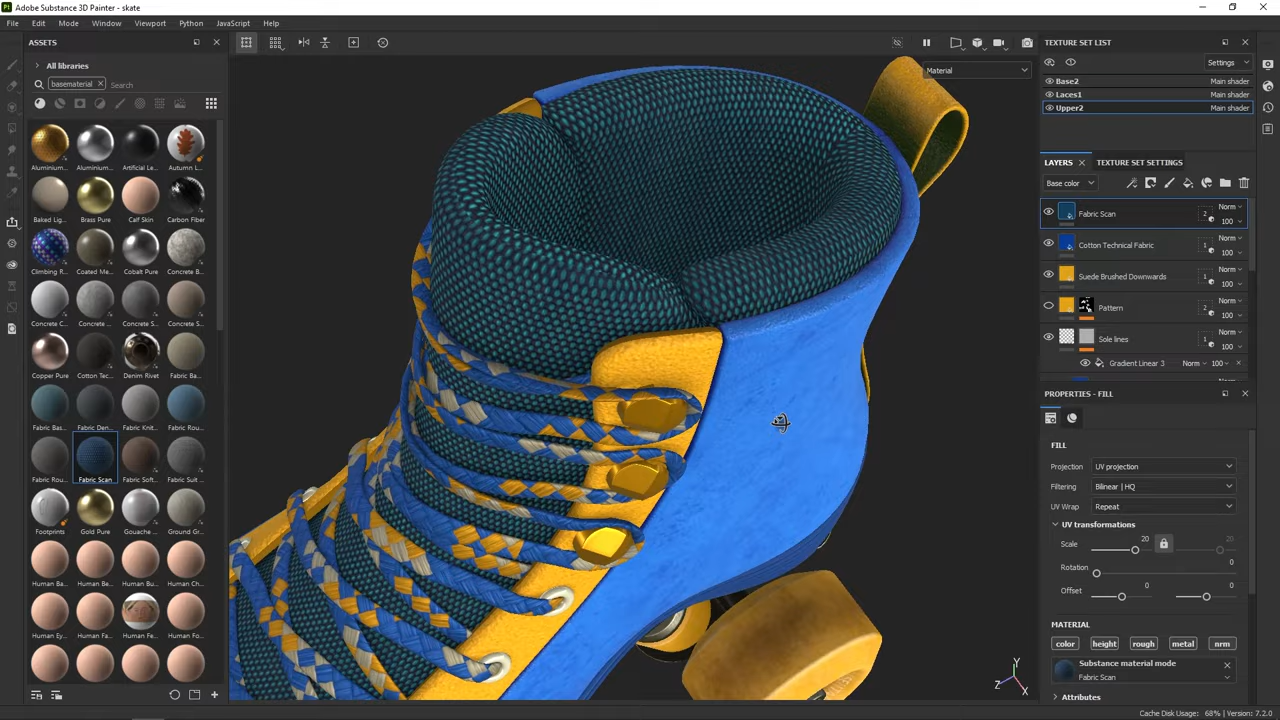 Adobe Substance 3D Painter - skate
File Edit Mode Window Viewport Python JavaScript Help
ASSETS
All libraries
basematerial × Search
Aluminium... Aluminium... Artificial Le... Autumn L...
Baked Lig... Brass Pure Calf Skin Carbon Fiber
Climbing R... Coated Me... Cobalt Pure Concrete B...
Concrete C... Concrete ... Concrete S... Concrete ...
Copper Pure Cotton Tec... Denim Rivet Fabric Ba...
Fabric Bas... Fabric Den... Fabric Knit... Fabric Rou...
Fabric Rou... Fabric Scan Fabric Soft... Fabric Suit ...
Footprints Gold Pure Gouache ... Ground Gr...
Human Ba... Human Be... Human Bu... Human Ch...
Human Ey... Human Fa... Human Fe... Human Fo...
Material
Y
Z
X
TEXTURE SET LIST
Settings
Base2 Main shader
Laces1 Main shader
Upper2 Main shader
LAYERS × TEXTURE SET SETTINGS
Base color
Fabric Scan 2 Norm
100
Cotton Technical Fabric 1 Norm
100
Suede Brushed Downwards 1 Norm
100
Pattern 2 Norm
100
Sole lines 1 Norm
100
Gradient Linear 3 Norm 100 ×
PROPERTIES - FILL
FILL
Projection UV projection
Filtering Bilinear | HQ
UV Wrap Repeat
UV transformations
Scale 20 20
Rotation 0
Offset 0 0
MATERIAL
color height rough metal nrm
Substance material mode
Fabric Scan
Attributes
Cache Disk Usage: 68% | Version: 7.2.0